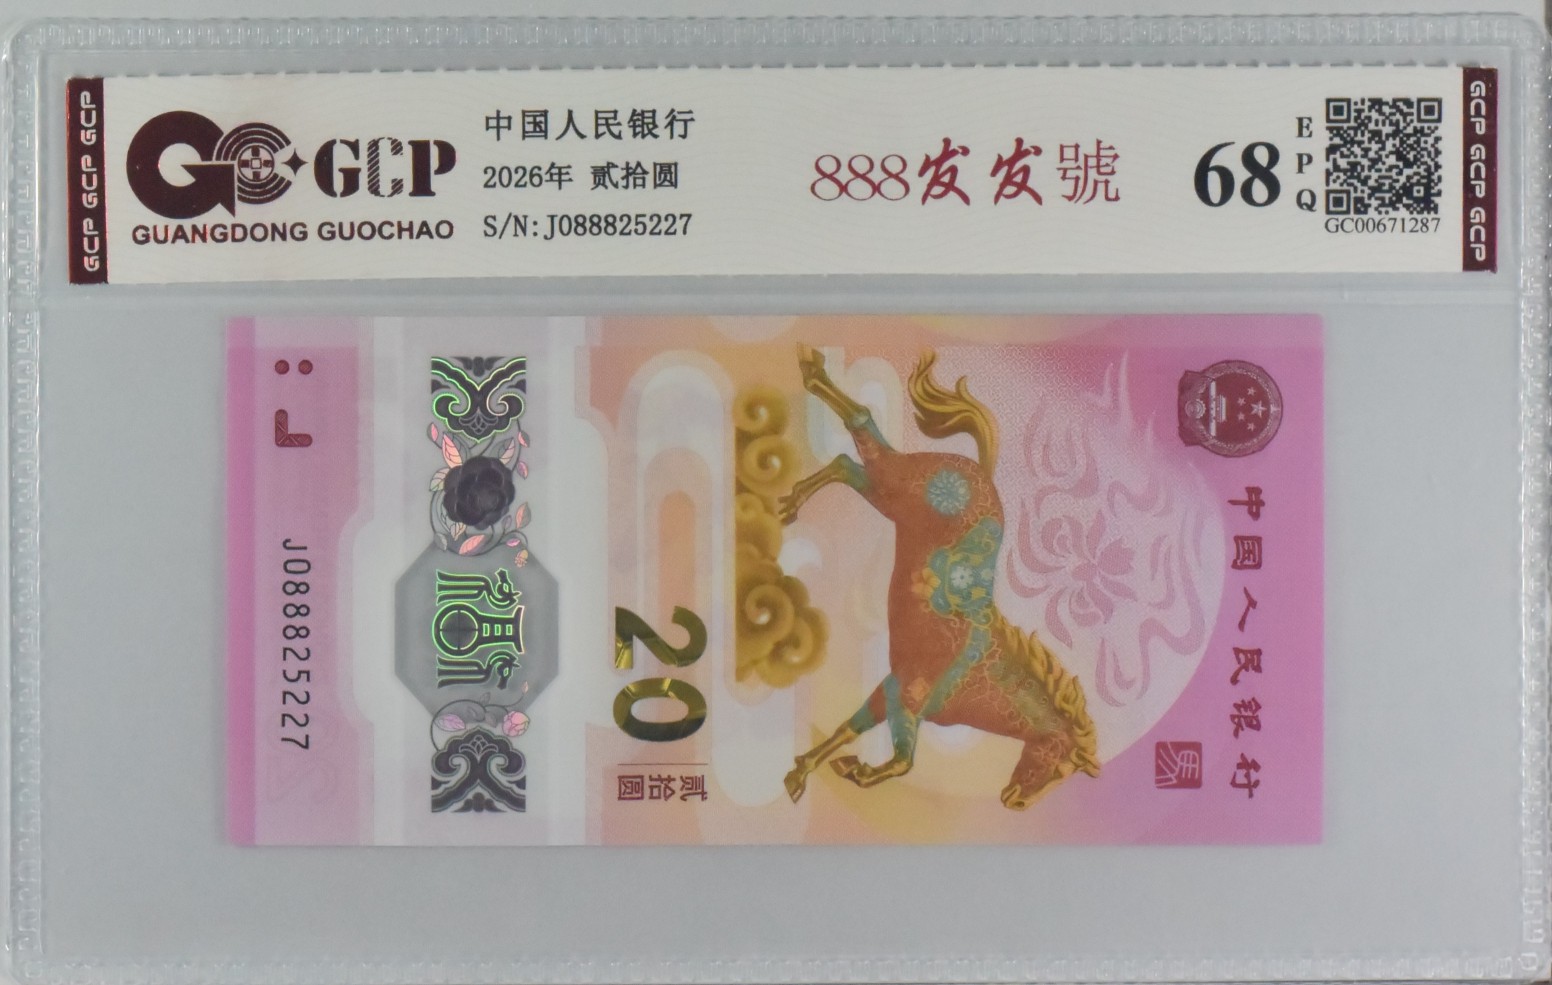 GCP GCP GCP
GCP
GUANGDONG GUOCHAO
中国人民银行
2026年 贰拾圆
S/N:J088825227
888发发號
68
EPQ
GC00671287
GCP GCP GCP
中国人民银行
20
贰拾圆
J088825227